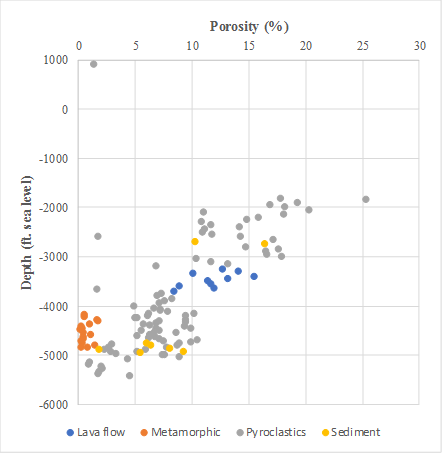 Porosity (%)
0 5 10 15 20 25 30
1000
0
-1000
-2000
-3000
-4000
-5000
-6000
Depth (ft. sea level)
Lava flow Metamorphic Pyroclastics Sediment